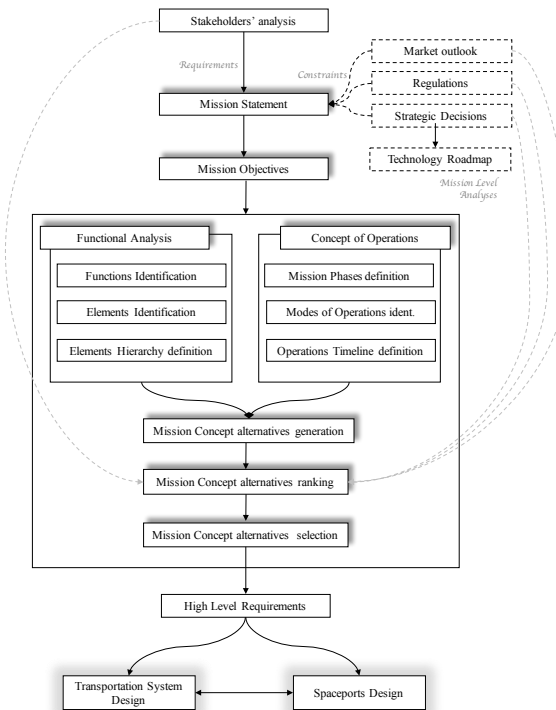 Stakeholders' analysis
Market outlook
Requirements
Constraints
Regulations
Mission Statement
Strategic Decisions
Mission Objectives
Technology Roadmap
Mission Level
Analyses
Functional Analysis
Concept of Operations
Functions Identification
Mission Phases definition
Elements Identification
Modes of Operations ident.
Elements Hierarchy definition
Operations Timeline definition
Mission Concept alternatives generation
Mission Concept alternatives ranking
Mission Concept alternatives selection
High Level Requirements
Transportation System
Design
Spaceports Design